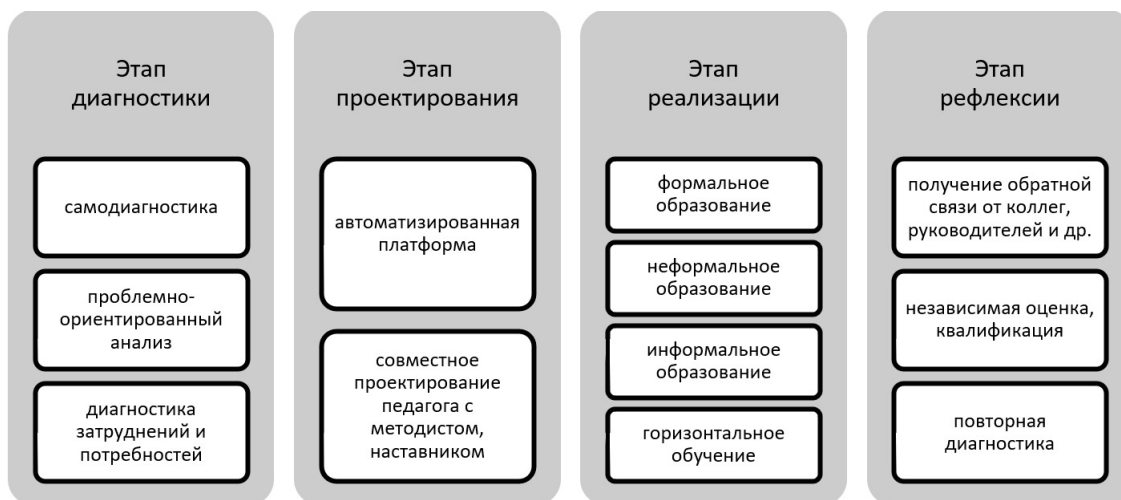 Этап
диагностики
самодиагностика
проблемно-
ориентированный
анализ
диагностика
затруднений и
потребностей
Этап
проектирования
автоматизированная
платформа
совместное
проектирование
педагога с
методистом,
наставником
Этап
реализации
формальное
образование
неформальное
образование
информальное
образование
горизонтальное
обучение
Этап
рефлексии
получение обратной
связи от коллег,
руководителей и др.
независимая оценка,
квалификация
повторная
диагностика